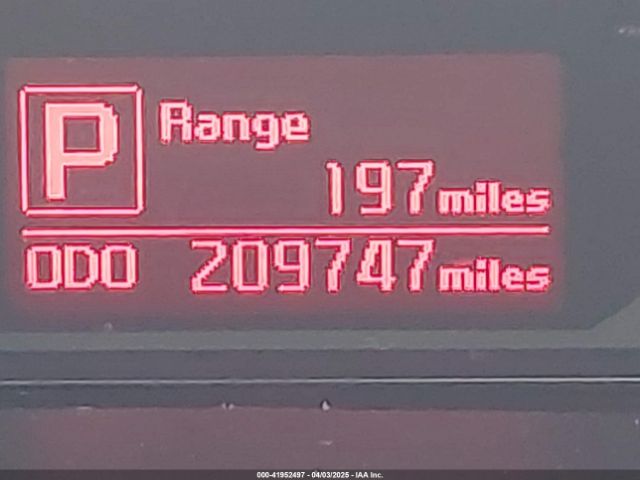 P
Range
197 miles
ODO 209747 miles
000-41952497 - 04/03/2025 - IAA Inc.